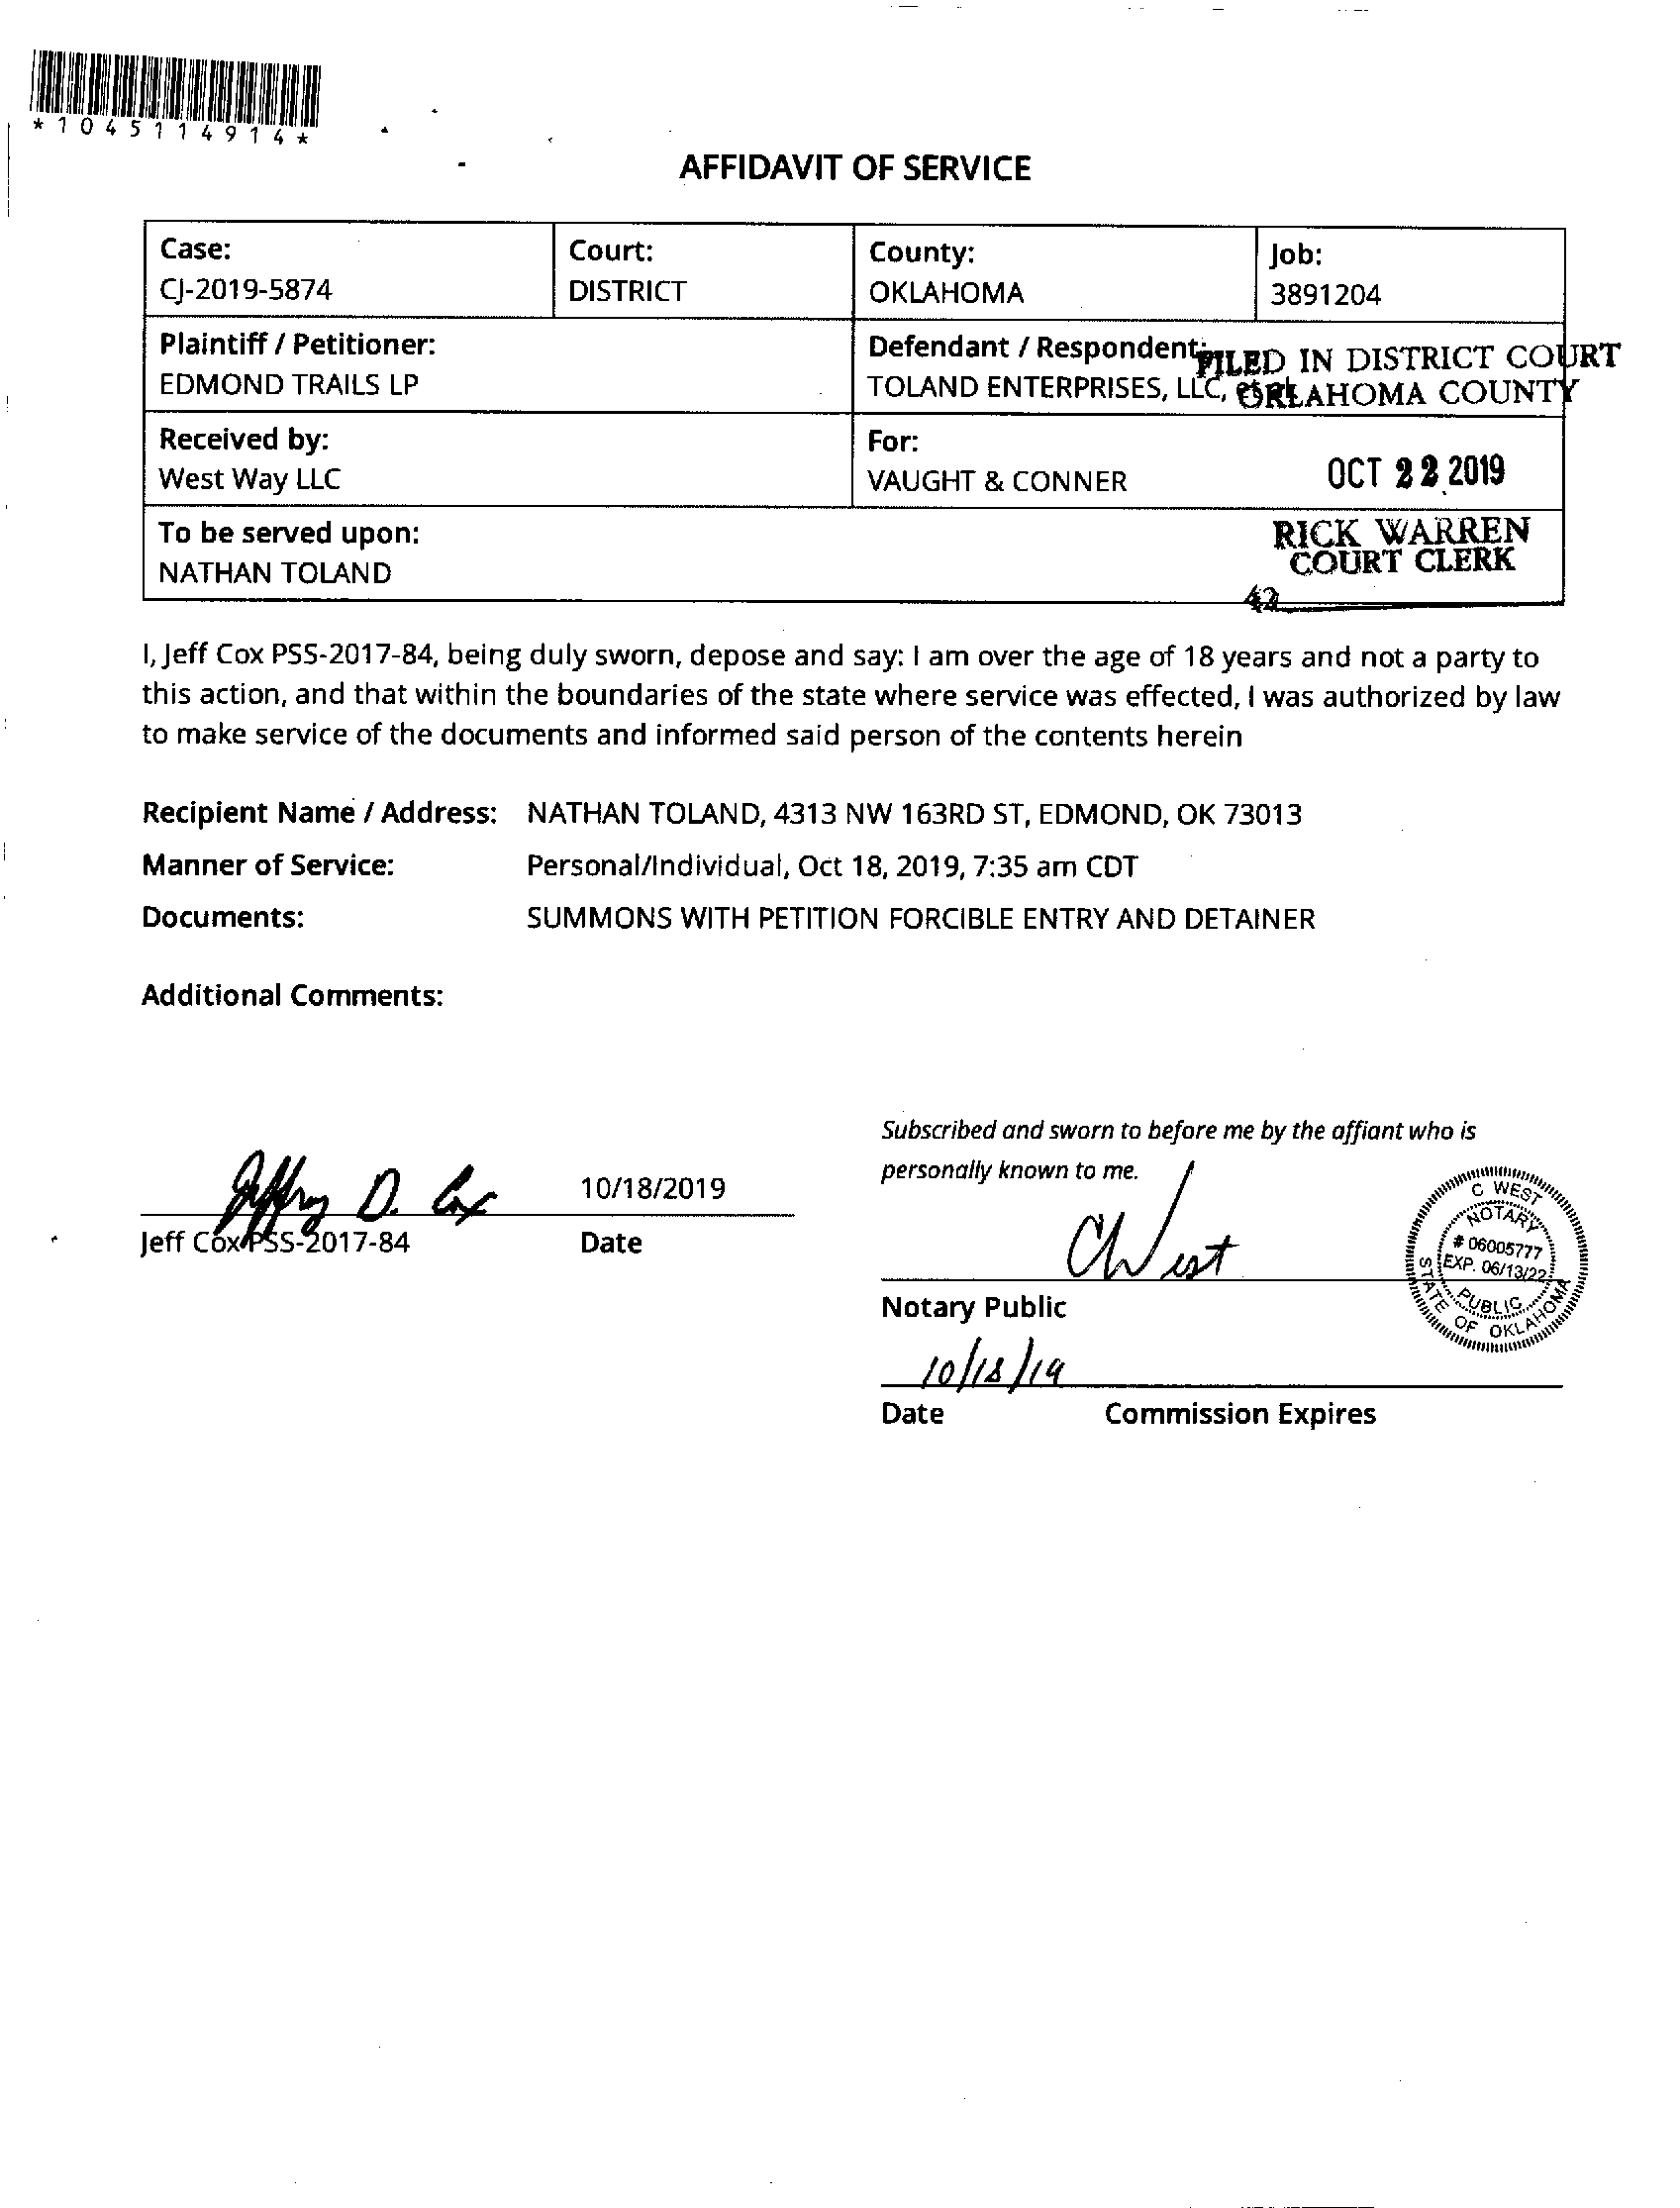 *1045114914*
AFFIDAVIT OF SERVICE
Case:
CJ-2019-5874
Court:
DISTRICT
County:
OKLAHOMA
Job:
3891204
Plaintiff / Petitioner:
EDMOND TRAILS LP
Defendant / Respondent:
TOLAND ENTERPRISES, LLC, et al
FILED IN DISTRICT COURT
OKLAHOMA COUNTY
Received by:
West Way LLC
For:
VAUGHT & CONNER
OCT 22 2019
To be served upon:
NATHAN TOLAND
RICK WARREN
COURT CLERK
42
I, Jeff Cox PSS-2017-84, being duly sworn, depose and say: I am over the age of 18 years and not a party to
this action, and that within the boundaries of the state where service was effected, I was authorized by law
to make service of the documents and informed said person of the contents herein
Recipient Name / Address: NATHAN TOLAND, 4313 NW 163RD ST, EDMOND, OK 73013
Manner of Service: Personal/Individual, Oct 18, 2019, 7:35 am CDT
Documents: SUMMONS WITH PETITION FORCIBLE ENTRY AND DETAINER
Additional Comments:
Jeffrey D. Cox
10/18/2019
Jeff Cox PSS-2017-84
Date
Subscribed and sworn to before me by the affiant who is
personally known to me.
CWest
Notary Public
C WEST
NOTARY
# 06005777
EXP. 06/13/22
PUBLIC
STATE OF OKLAHOMA
10/18/19
Date
Commission Expires